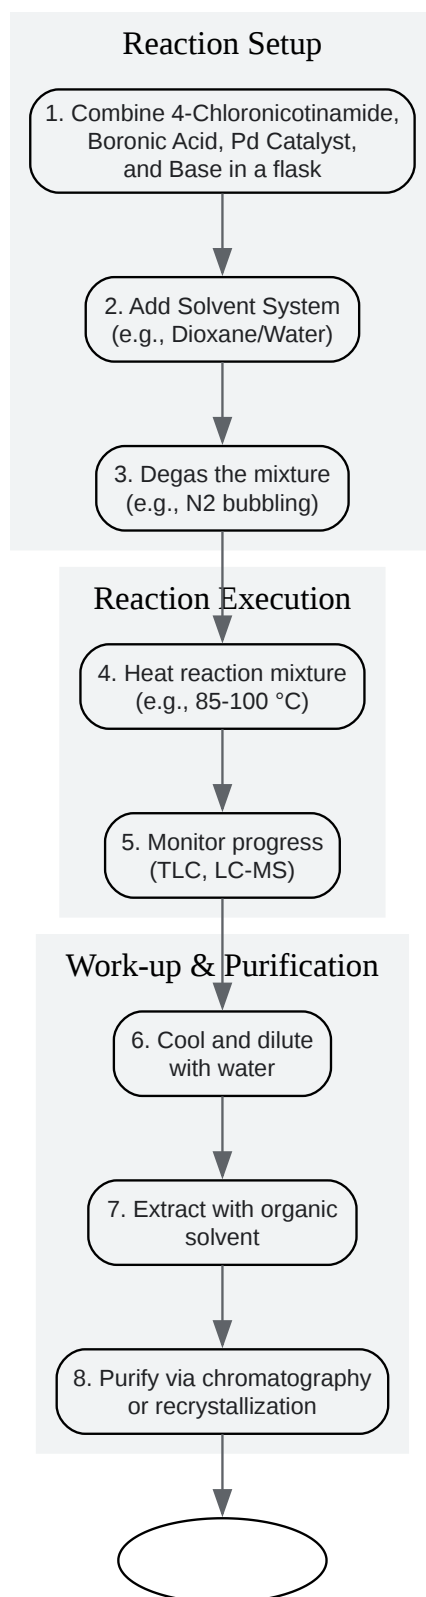 Reaction Setup
1. Combine 4-Chloronicotinamide,
Boronic Acid, Pd Catalyst,
and Base in a flask
2. Add Solvent System
(e.g., Dioxane/Water)
3. Degas the mixture
(e.g., N2 bubbling)
Reaction Execution
4. Heat reaction mixture
(e.g., 85-100 °C)
5. Monitor progress
(TLC, LC-MS)
Work-up & Purification
6. Cool and dilute
with water
7. Extract with organic
solvent
8. Purify via chromatography
or recrystallization